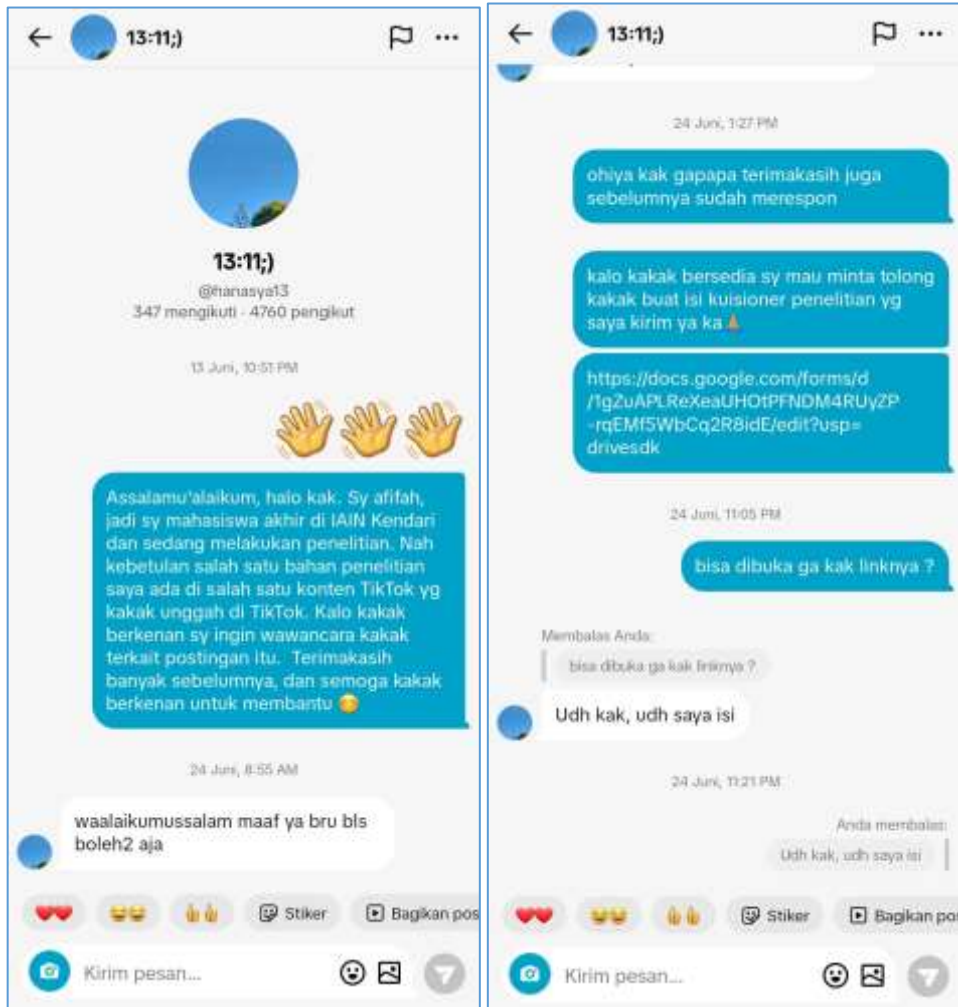 13:11;)
13:11;)
@hanasya13
347 mengikuti - 4760 pengikut
13 Juni, 10:51 PM
Assalamu'alaikum, halo kak. Sy afifah,
jadi sy mahasiswa akhir di IAIN Kendari
dan sedang melakukan penelitian. Nah
kebetulan salah satu bahan penelitian
saya ada di salah satu konten TikTok yg
kakak unggah di TikTok. Kalo kakak
berkenan sy ingin wawancara kakak
terkait postingan itu. Terimakasih
banyak sebelumnya, dan semoga kakak
berkenan untuk membantu
24 Juni, 8:55 AM
waalaikumussalam maaf ya bru bls
boleh2 aja
Stiker
Bagikan pos
Kirim pesan...
13:11;)
24 Juni, 1:27 PM
ohiya kak gapapa terimakasih juga
sebelumnya sudah merespon
kalo kakak bersedia sy mau minta tolong
kakak buat isi kuisioner penelitian yg
saya kirim ya ka
https://docs.google.com/forms/d
/1gZuAPLReXeaUHOtPFNDM4RUyZP
-rqEMf5WbCq2R8idE/edit?usp=
drivesdk
24 Juni, 11:05 PM
bisa dibuka ga kak linknya ?
Membalas Anda:
bisa dibuka ga kak linknya ?
Udh kak, udh saya isi
24 Juni, 11:21 PM
Anda membalas:
Udh kak, udh saya isi
Stiker
Bagikan pos
Kirim pesan...